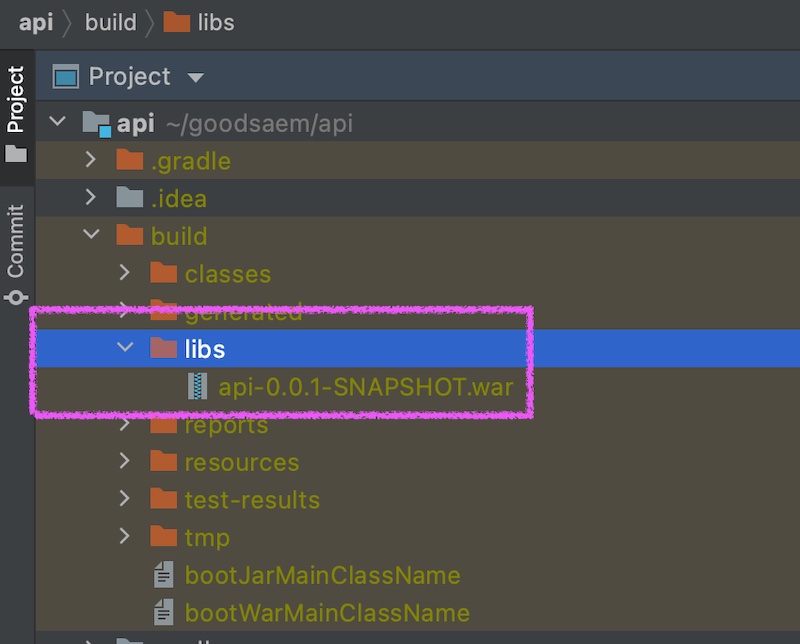 api build libs
Project
Project
Commit
api ~/goodsaem/api
.gradle
.idea
build
classes
generated
libs
api-0.0.1-SNAPSHOT.war
reports
resources
test-results
tmp
bootJarMainClassName
bootWarMainClassName